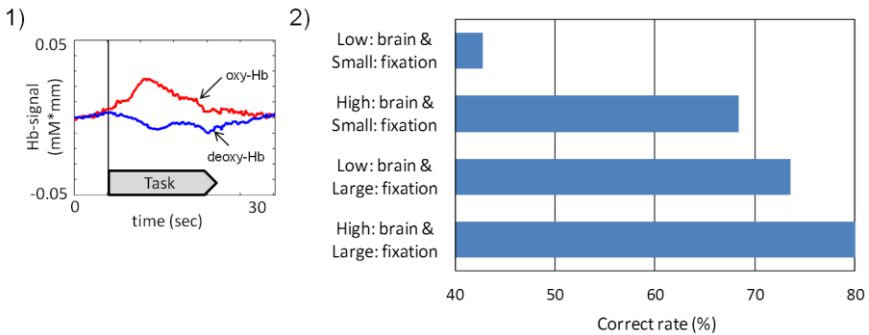 1)
0.05
Hb-signal
(mM*mm)
-0.05
oxy-Hb
deoxy-Hb
Task
0
30
time (sec)
2)
Low: brain &
Small: fixation
High: brain &
Small: fixation
Low: brain &
Large: fixation
High: brain &
Large: fixation
40
50
60
70
80
Correct rate (%)